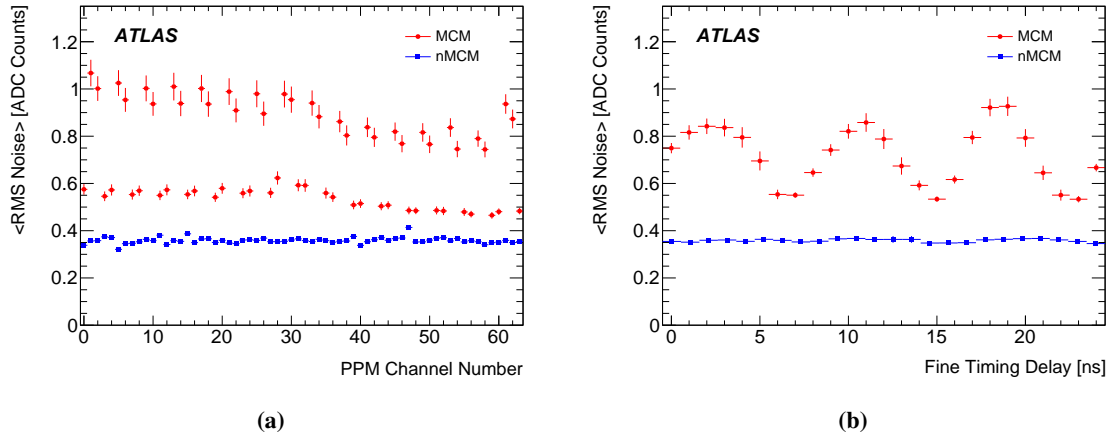 <RMS Noise> [ADC Counts]
1.2
1
0.8
0.6
0.4
0.2
0
ATLAS
MCM
nMCM
0 10 20 30 40 50 60
PPM Channel Number
(a)
<RMS Noise> [ADC Counts]
1.2
1
0.8
0.6
0.4
0.2
0
ATLAS
MCM
nMCM
0 5 10 15 20
Fine Timing Delay [ns]
(b)